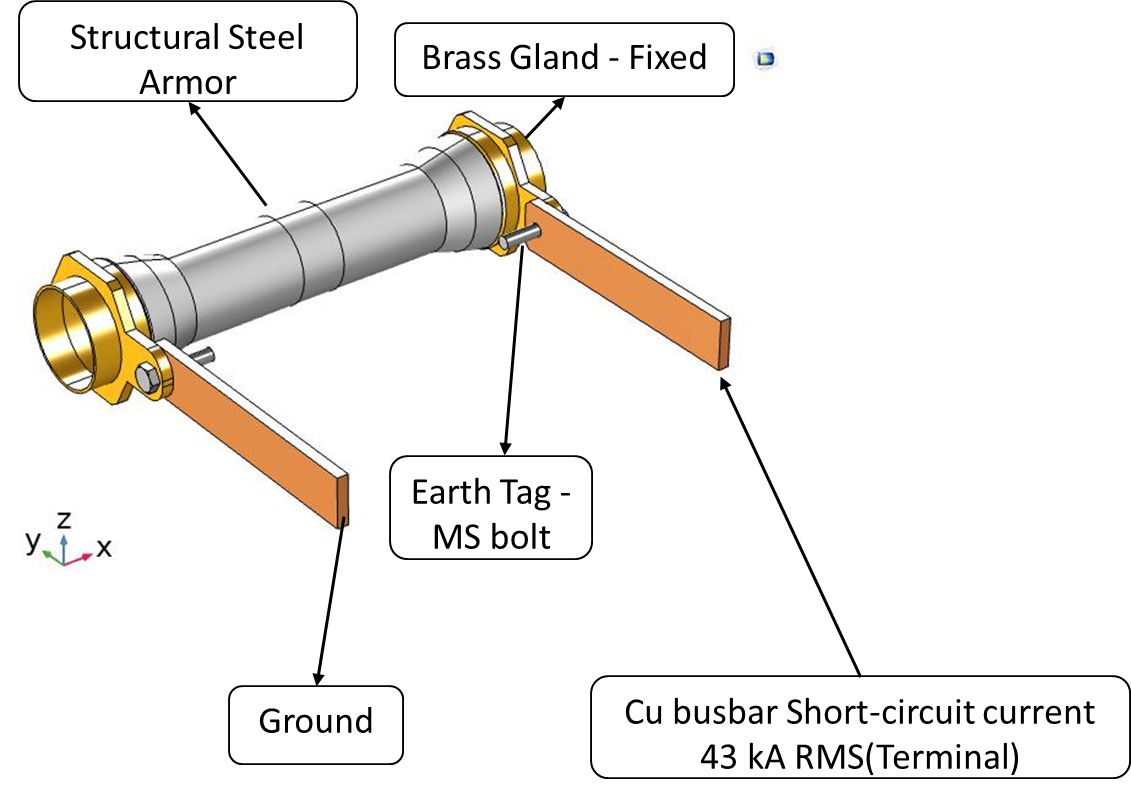 Structural Steel
Armor
Brass Gland - Fixed
Earth Tag -
MS bolt
z
y
x
Ground
Cu busbar Short-circuit current
43 kA RMS(Terminal)